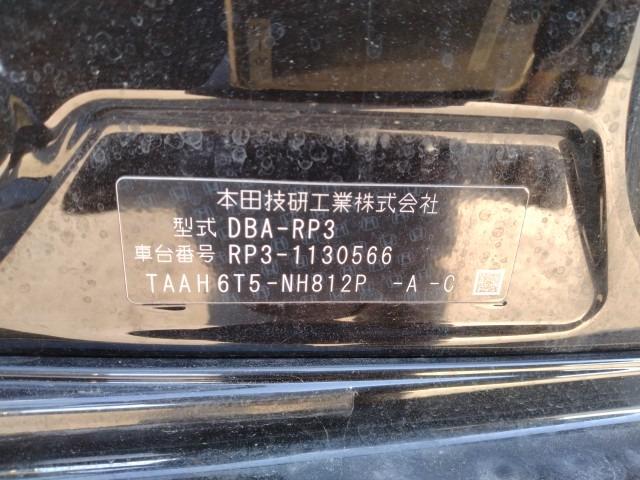 本田技研工業株式会社
型式 DBA-RP3
車台番号 RP3-1130566
TAAH6T5-NH812P -A -C